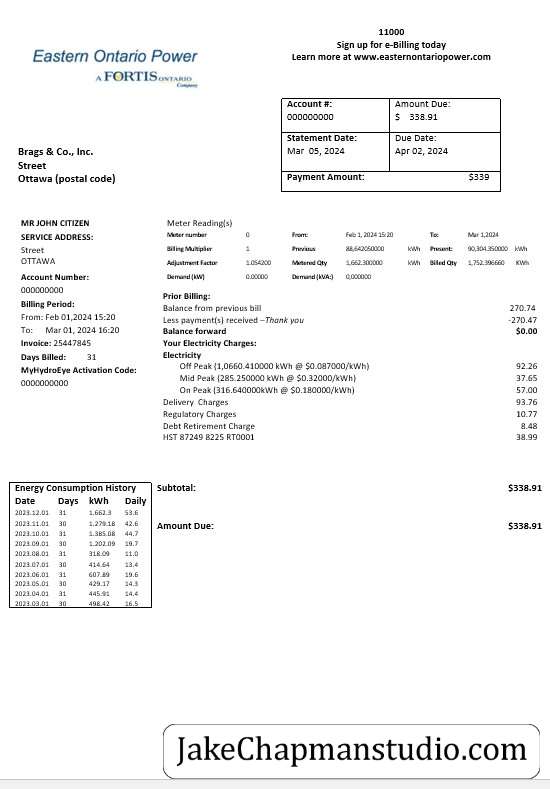 11000
Sign up for e-Billing today
Learn more at www.easternontariopower.com
Eastern Ontario Power
A FORTIS ONTARIO
Company
Account #: Amount Due:
000000000 $ 338.91
Statement Date: Due Date:
Mar 05, 2024 Apr 02, 2024
Payment Amount: $339
Brags & Co., Inc.
Street
Ottawa (postal code)
MR JOHN CITIZEN
SERVICE ADDRESS:
Street
OTTAWA
Account Number:
000000000
Billing Period:
From: Feb 01,2024 15:20
To: Mar 01, 2024 16:20
Invoice: 25447845
Days Billed: 31
MyHydroEye Activation Code:
0000000000
Meter Reading(s)
Meter number 0 From: Feb 1, 2024 15:20 To: Mar 1,2024
Billing Multiplier 1 Previous 88,642050000 kWh Present: 90,304.350000 kWh
Adjustment Factor 1.054200 Metered Qty 1,662.300000 kWh Billed Qty 1,752.396660 KWh
Demand (kW) 0.00000 Demand (kVA:) 0,000000
Prior Billing:
Balance from previous bill 270.74
Less payment(s) received –Thank you -270.47
Balance forward $0.00
Your Electricity Charges:
Electricity
Off Peak (1,0660.410000 kWh @ $0.087000/kWh) 92.26
Mid Peak (285.250000 kWh @ $0.32000/kWh) 37.65
On Peak (316.640000kWh @ $0.180000/kWh) 57.00
Delivery Charges 93.76
Regulatory Charges 10.77
Debt Retirement Charge 8.48
HST 87249 8225 RT0001 38.99
Energy Consumption History
Date Days kWh Daily
2023.12.01 31 1,662.3 53.6
2023.11.01 30 1.279.18 42.6
2023.10.01 31 1.385.08 44.7
2023.09.01 30 1.202.09 19.7
2023.08.01 31 318.09 11.0
2023.07.01 30 414.64 13.4
2023.06.01 31 607.89 19.6
2023.05.01 30 429.17 14.3
2023.04.01 31 445.91 14.4
2023.03.01 30 498.42 16.5
Subtotal: $338.91
Amount Due: $338.91
JakeChapmanstudio.com